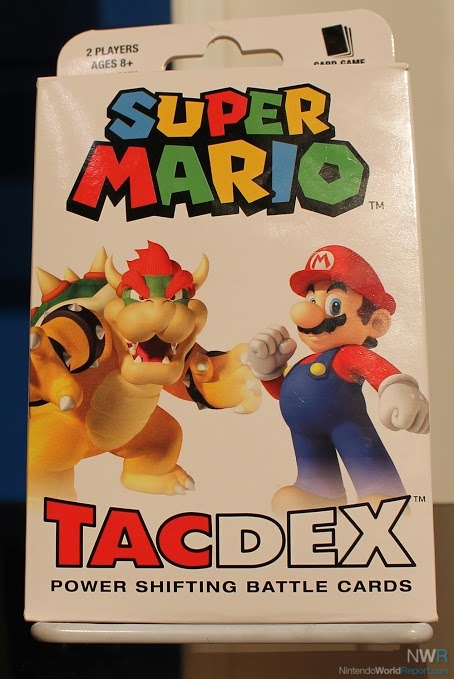 2 PLAYERS
AGES 8+
CARD GAME
SUPER
MARIO
TM
M
TACDEX
TM
POWER SHIFTING BATTLE CARDS
NWR
NintendoWorldReport.com